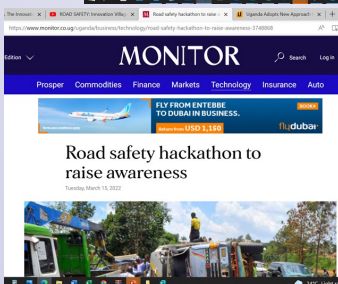 The Innovati
ROAD SAFETY: Innovation Villag
Road safety hackathon to raise
Uganda Adopts New Approach
https://www.monitor.co.ug/uganda/business/technology/road-safety-hackathon-to-raise-awareness-3748868
Edition
MONITOR
Search
Log in
Prosper Commodities Finance Markets Technology Insurance Auto
FLY FROM ENTEBBE
TO DUBAI IN BUSINESS.
Return from USD 1,150
BOOK
flydubai
Road safety hackathon to
raise awareness
Tuesday, March 15, 2022
24°C